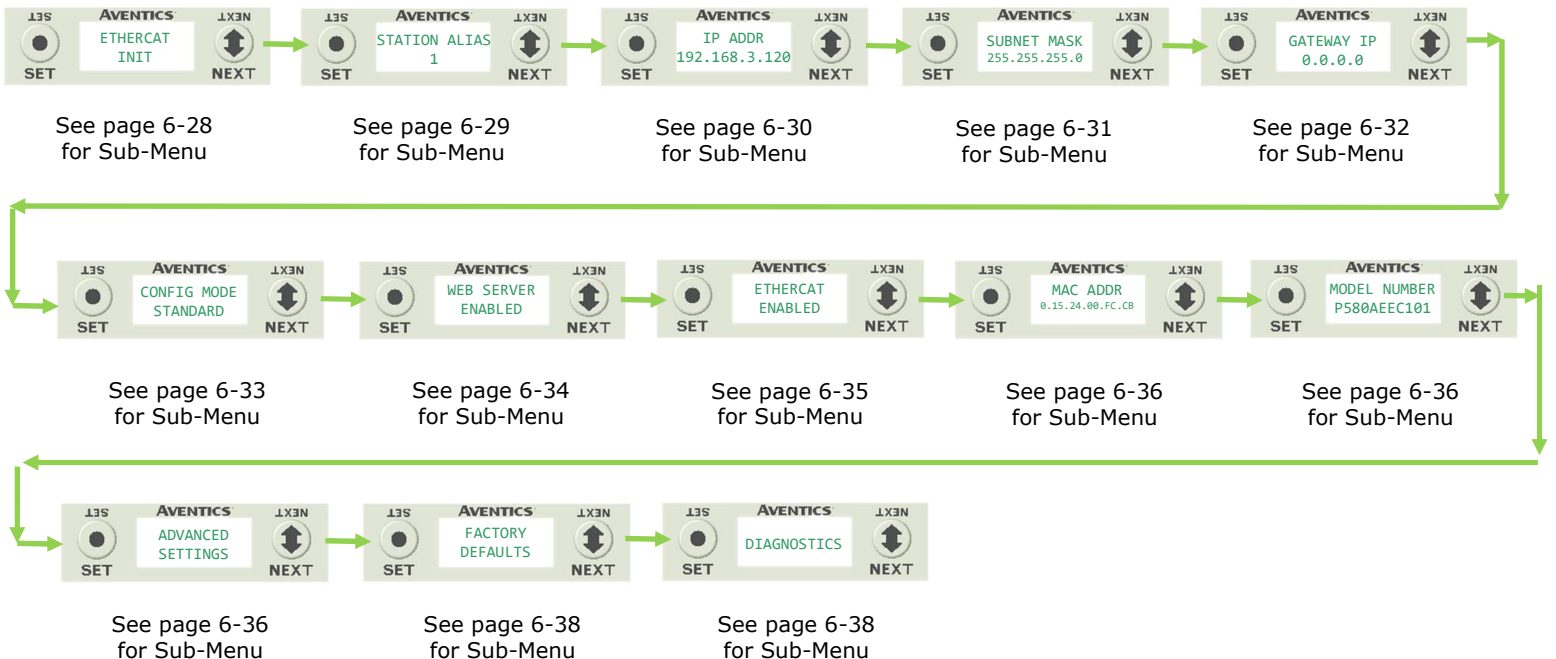 SET AVENTICS NEXT
ETHERCAT
INIT
SET NEXT
SET AVENTICS NEXT
STATION ALIAS
1
SET NEXT
SET AVENTICS NEXT
IP ADDR
192.168.3.120
SET NEXT
SET AVENTICS NEXT
SUBNET MASK
255.255.255.0
SET NEXT
SET AVENTICS NEXT
GATEWAY IP
0.0.0.0
SET NEXT
See page 6-28
for Sub-Menu
See page 6-29
for Sub-Menu
See page 6-30
for Sub-Menu
See page 6-31
for Sub-Menu
See page 6-32
for Sub-Menu
SET AVENTICS NEXT
CONFIG MODE
STANDARD
SET NEXT
SET AVENTICS NEXT
WEB SERVER
ENABLED
SET NEXT
SET AVENTICS NEXT
ETHERCAT
ENABLED
SET NEXT
SET AVENTICS NEXT
MAC ADDR
0.15.24.00.FC.CB
SET NEXT
SET AVENTICS NEXT
MODEL NUMBER
P580AEEC101
SET NEXT
See page 6-33
for Sub-Menu
See page 6-34
for Sub-Menu
See page 6-35
for Sub-Menu
See page 6-36
for Sub-Menu
See page 6-36
for Sub-Menu
SET AVENTICS NEXT
ADVANCED
SETTINGS
SET NEXT
SET AVENTICS NEXT
FACTORY
DEFAULTS
SET NEXT
SET AVENTICS NEXT
DIAGNOSTICS
SET NEXT
See page 6-36
for Sub-Menu
See page 6-38
for Sub-Menu
See page 6-38
for Sub-Menu